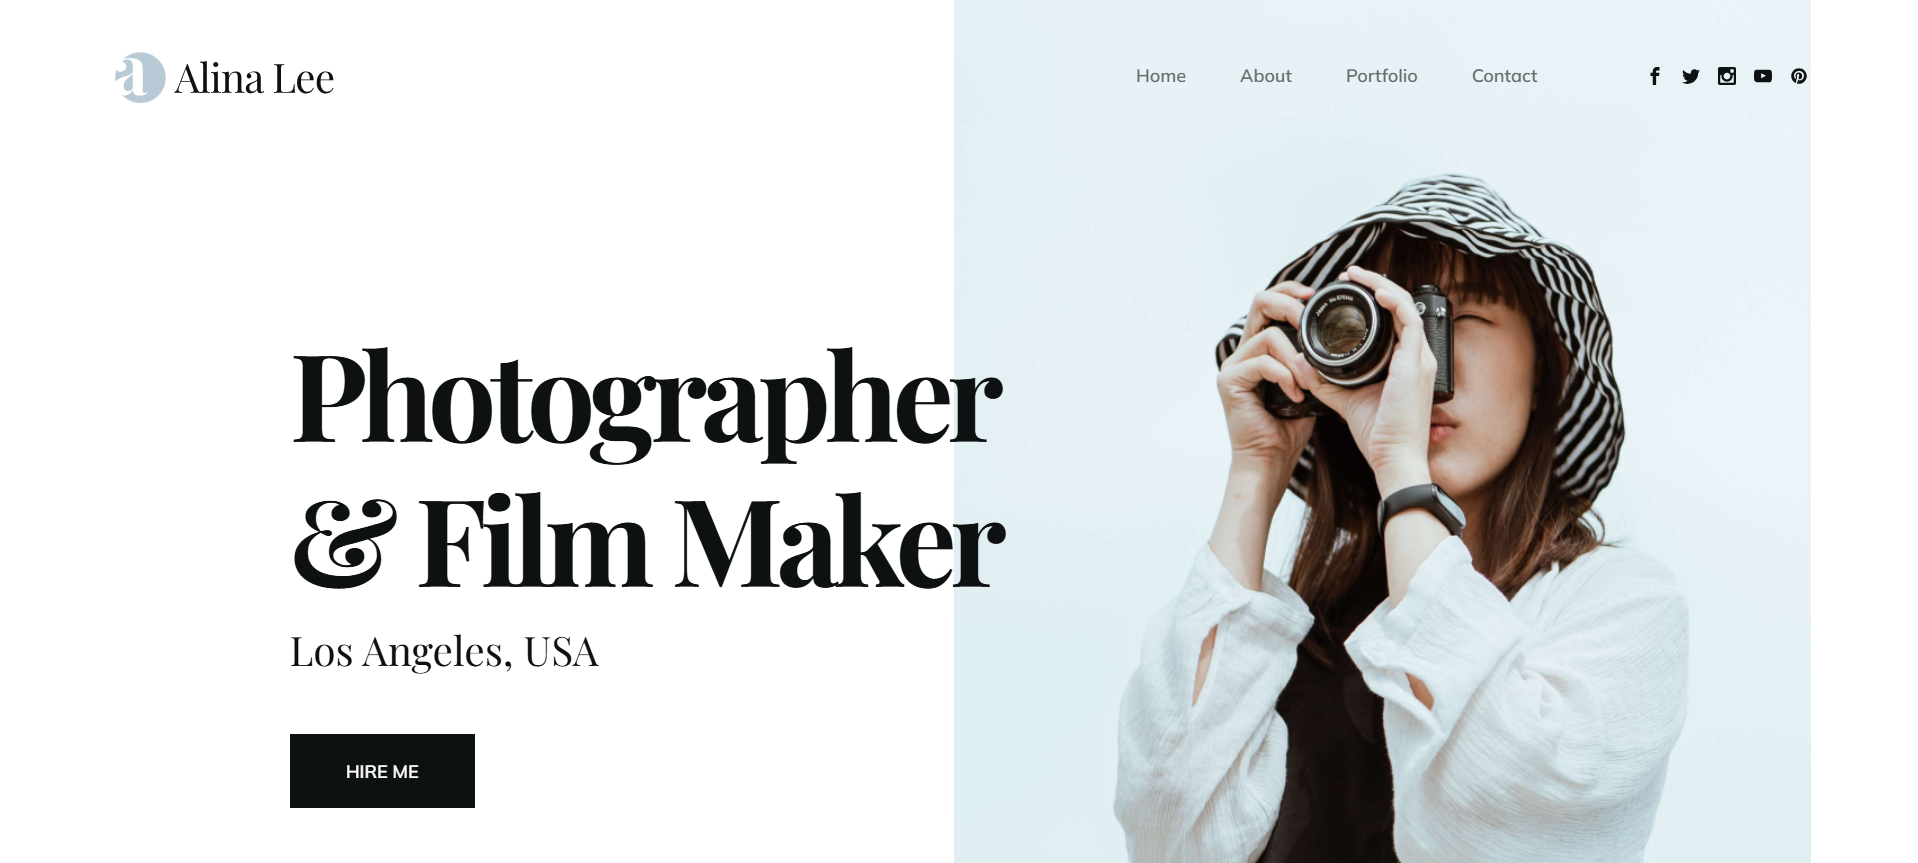 a Alina Lee
Home About Portfolio Contact
Photographer
& Film Maker
Los Angeles, USA
HIRE ME